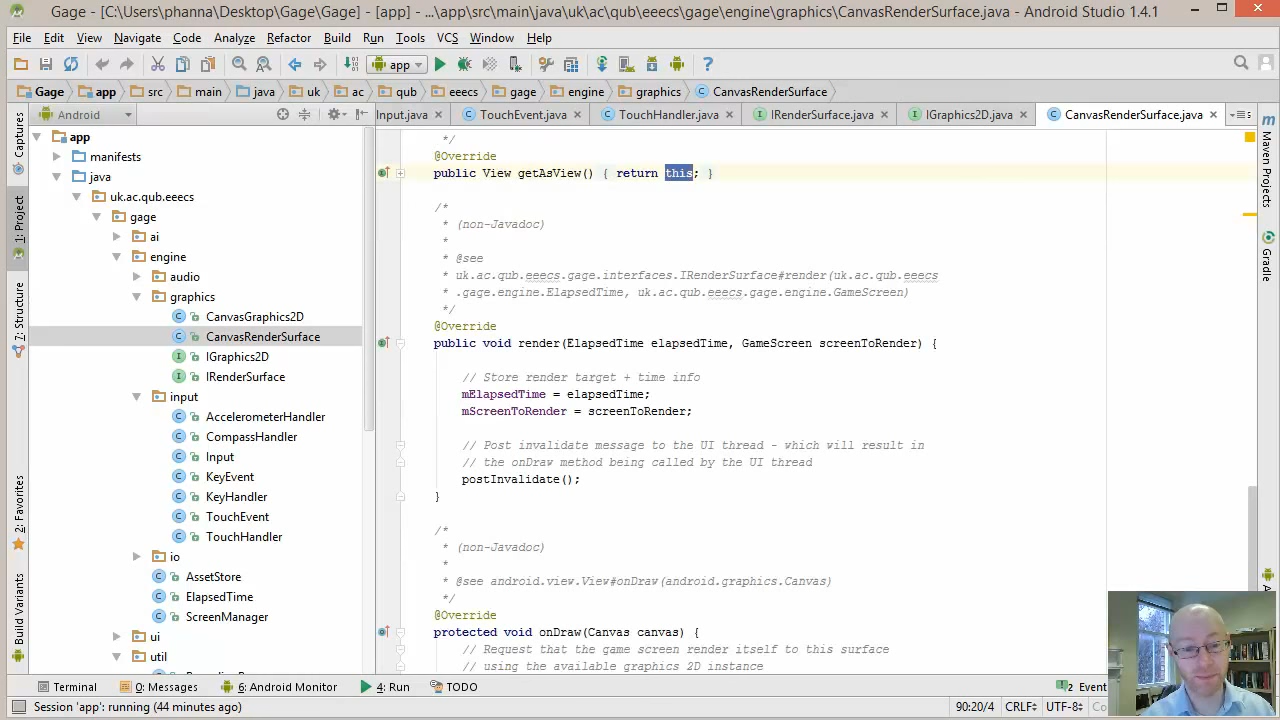 Gage - [C:\Users\phanna\Desktop\Gage\Gage] - [app] - ...\app\src\main\java\uk\ac\qub\eeecs\gage\engine\graphics\CanvasRenderSurface.java - Android Studio 1.4.1
File Edit View Navigate Code Analyze Refactor Build Run Tools VCS Window Help
app
Gage app src main java uk ac qub eeecs gage engine graphics CanvasRenderSurface
Android
Input.java TouchEvent.java TouchHandler.java IRenderSurface.java IGraphics2D.java CanvasRenderSurface.java
Captures
1: Project
2: Structure
2: Favorites
Build Variants
app
manifests
java
uk.ac.qub.eeecs
gage
ai
engine
audio
graphics
CanvasGraphics2D
CanvasRenderSurface
IGraphics2D
IRenderSurface
input
AccelerometerHandler
CompassHandler
Input
KeyEvent
KeyHandler
TouchEvent
TouchHandler
io
AssetStore
ElapsedTime
ScreenManager
ui
util
*/
@Override
public View getAsView() { return this; }
/*
* (non-Javadoc)
*
* @see
* uk.ac.qub.eeecs.gage.interfaces.IRenderSurface#render(uk.ac.qub.eeecs
* .gage.engine.ElapsedTime, uk.ac.qub.eeecs.gage.engine.GameScreen)
*/
@Override
public void render(ElapsedTime elapsedTime, GameScreen screenToRender) {
// Store render target + time info
mElapsedTime = elapsedTime;
mScreenToRender = screenToRender;
// Post invalidate message to the UI thread - which will result in
// the onDraw method being called by the UI thread
postInvalidate();
}
/*
* (non-Javadoc)
*
* @see android.view.View#onDraw(android.graphics.Canvas)
*/
@Override
protected void onDraw(Canvas canvas) {
// Request that the game screen render itself to this surface
// using the available graphics 2D instance
Maven Projects
Gradle
Terminal 0: Messages 6: Android Monitor 4: Run TODO 2 Event
Session 'app': running (44 minutes ago) 90:20/4 CRLF UTF-8